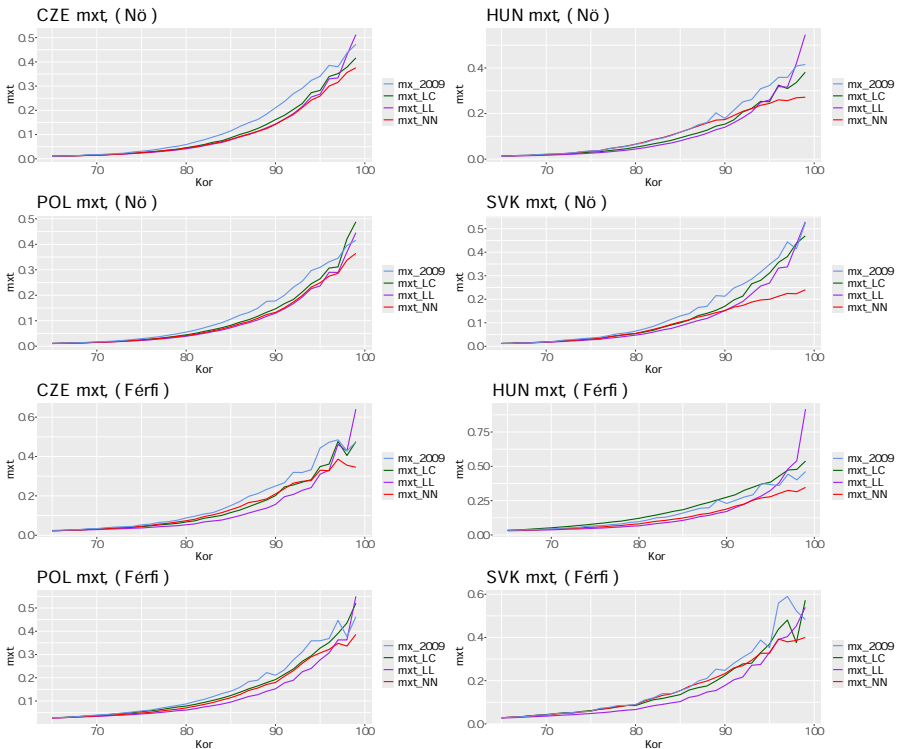 CZE mxt, ( Nö )
mxt
0.5
0.4
0.3
0.2
0.1
0.0
70
80
90
100
Kor
mx_2009
mxt_LC
mxt_LL
mxt_NN
HUN mxt, ( Nö )
mxt
0.4
0.2
0.0
70
80
90
100
Kor
mx_2009
mxt_LC
mxt_LL
mxt_NN
POL mxt, ( Nö )
mxt
0.5
0.4
0.3
0.2
0.1
0.0
70
80
90
100
Kor
mx_2009
mxt_LC
mxt_LL
mxt_NN
SVK mxt, ( Nö )
mxt
0.5
0.4
0.3
0.2
0.1
0.0
70
80
90
100
Kor
mx_2009
mxt_LC
mxt_LL
mxt_NN
CZE mxt, ( Férfi )
mxt
0.6
0.4
0.2
0.0
70
80
90
100
Kor
mx_2009
mxt_LC
mxt_LL
mxt_NN
HUN mxt, ( Férfi )
mxt
0.75
0.50
0.25
0.00
70
80
90
100
Kor
mx_2009
mxt_LC
mxt_LL
mxt_NN
POL mxt, ( Férfi )
mxt
0.5
0.4
0.3
0.2
0.1
70
80
90
100
Kor
mx_2009
mxt_LC
mxt_LL
mxt_NN
SVK mxt, ( Férfi )
mxt
0.6
0.4
0.2
0.0
70
80
90
100
Kor
mx_2009
mxt_LC
mxt_LL
mxt_NN